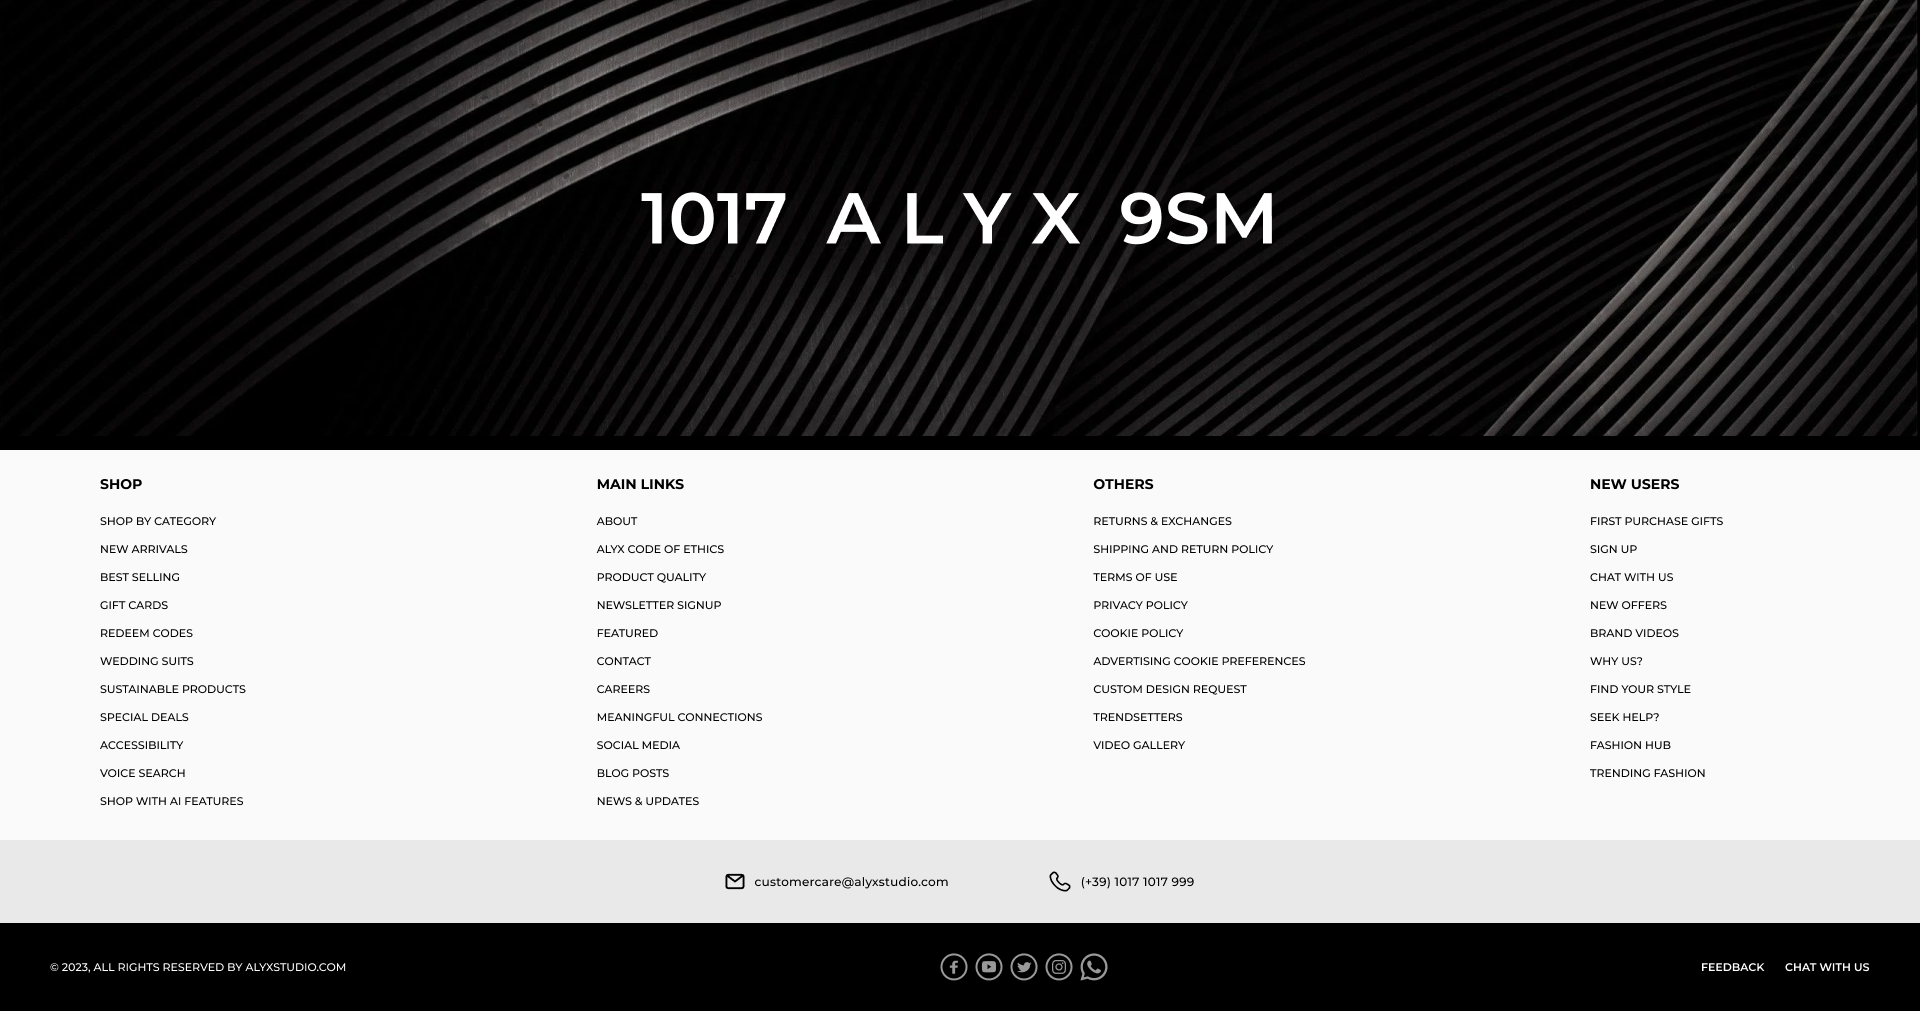 1017 ALYX 9SM
SHOP
SHOP BY CATEGORY
NEW ARRIVALS
BEST SELLING
GIFT CARDS
REDEEM CODES
WEDDING SUITS
SUSTAINABLE PRODUCTS
SPECIAL DEALS
ACCESSIBILITY
VOICE SEARCH
SHOP WITH AI FEATURES
MAIN LINKS
ABOUT
ALYX CODE OF ETHICS
PRODUCT QUALITY
NEWSLETTER SIGNUP
FEATURED
CONTACT
CAREERS
MEANINGFUL CONNECTIONS
SOCIAL MEDIA
BLOG POSTS
NEWS & UPDATES
OTHERS
RETURNS & EXCHANGES
SHIPPING AND RETURN POLICY
TERMS OF USE
PRIVACY POLICY
COOKIE POLICY
ADVERTISING COOKIE PREFERENCES
CUSTOM DESIGN REQUEST
TRENDSETTERS
VIDEO GALLERY
NEW USERS
FIRST PURCHASE GIFTS
SIGN UP
CHAT WITH US
NEW OFFERS
BRAND VIDEOS
WHY US?
FIND YOUR STYLE
SEEK HELP?
FASHION HUB
TRENDING FASHION
customercare@alyxstudio.com
(+39) 1017 1017 999
© 2023, ALL RIGHTS RESERVED BY ALYXSTUDIO.COM
FEEDBACK
CHAT WITH US